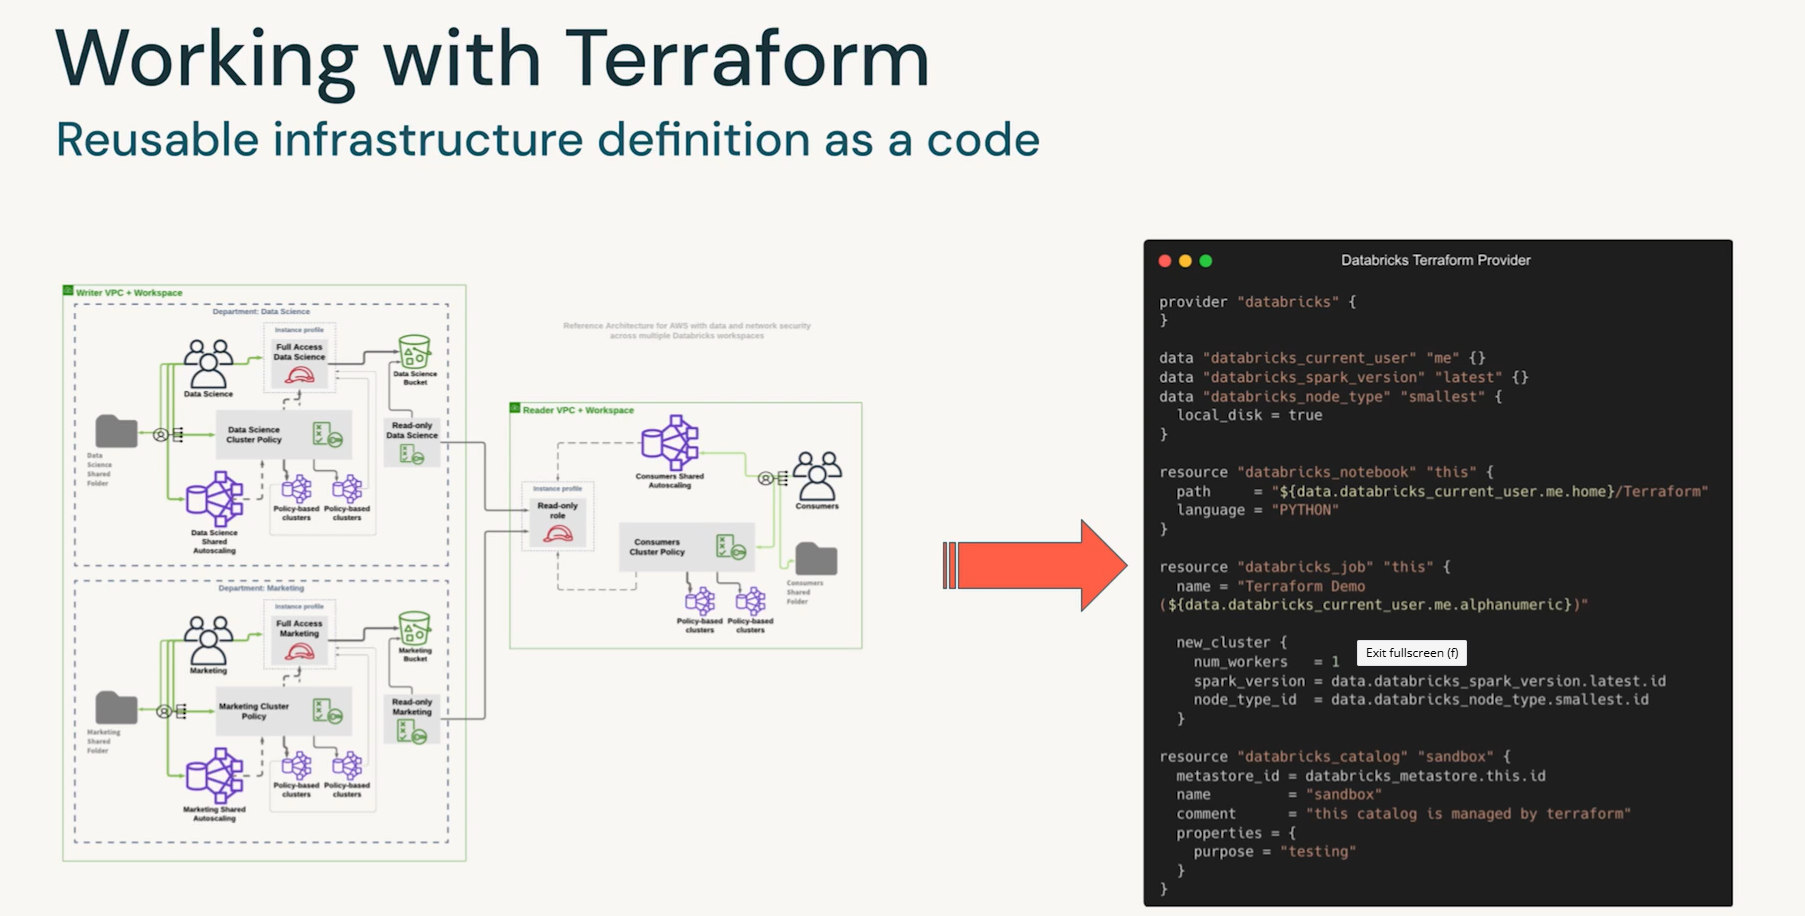 Working with Terraform
Reusable infrastructure definition as a code
Writer VPC + Workspace
Department: Data Science
Instance profile
Full Access
Data Science
Data Science
Data Science
Bucket
Data Science
Cluster Policy
Read-only
Data Science
Data
Science
Shared
Folder
Policy-based
clusters
Policy-based
clusters
Data Science
Shared
Autoscaling
Department: Marketing
Instance profile
Full Access
Marketing
Marketing
Marketing
Bucket
Marketing Cluster
Policy
Read-only
Marketing
Marketing
Shared
Folder
Policy-based
clusters
Policy-based
clusters
Marketing Shared
Autoscaling
Reference Architecture for AWS with data and network security
across multiple Databricks workspaces
Reader VPC + Workspace
Consumers Shared
Autoscaling
Consumers
Instance profile
Read-only
role
Consumers
Cluster Policy
Consumers
Shared
Folder
Policy-based
clusters
Policy-based
clusters
Databricks Terraform Provider
provider "databricks" {
}
data "databricks_current_user" "me" {}
data "databricks_spark_version" "latest" {}
data "databricks_node_type" "smallest" {
local_disk = true
}
resource "databricks_notebook" "this" {
path     = "${data.databricks_current_user.me.home}/Terraform"
language = "PYTHON"
}
resource "databricks_job" "this" {
name = "Terraform Demo
(${data.databricks_current_user.me.alphanumeric})"
new_cluster {
num_workers   = 1
Exit fullscreen (f)
spark_version = data.databricks_spark_version.latest.id
node_type_id  = data.databricks_node_type.smallest.id
}
resource "databricks_catalog" "sandbox" {
metastore_id = databricks_metastore.this.id
name         = "sandbox"
comment      = "this catalog is managed by terraform"
properties = {
purpose = "testing"
}
}